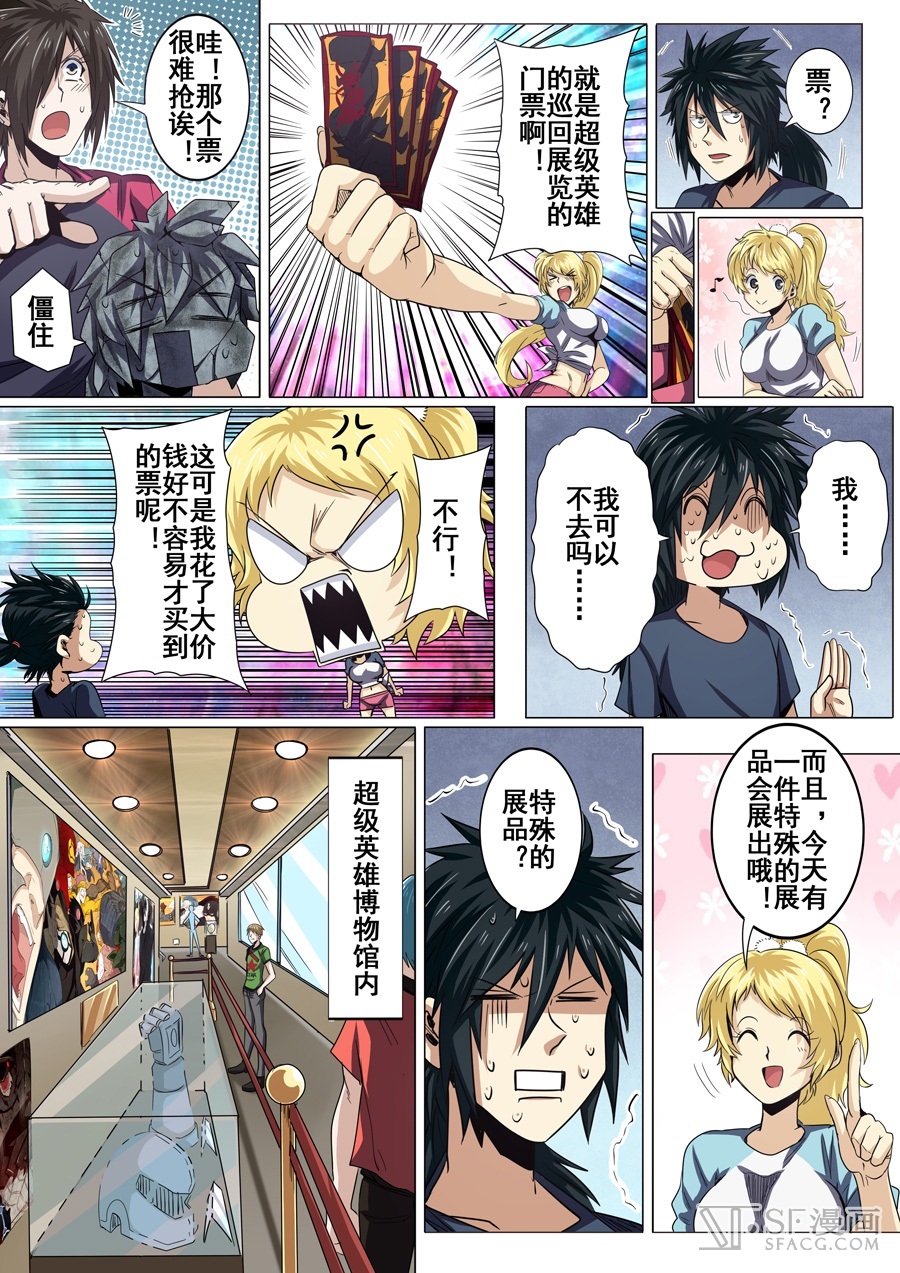 票？
就是超级英雄
的巡回展览的
门票啊！
哇！那个票
很难抢诶！
僵住
我……
我可以
不去吗……
不行！
这可是我花了大价
钱好不容易才买到
的票呢！
而且，今天有
一件特殊的展
品会展出哦！
特殊的
展品？
超级英雄博物馆内
SF漫画
SFACG.COM